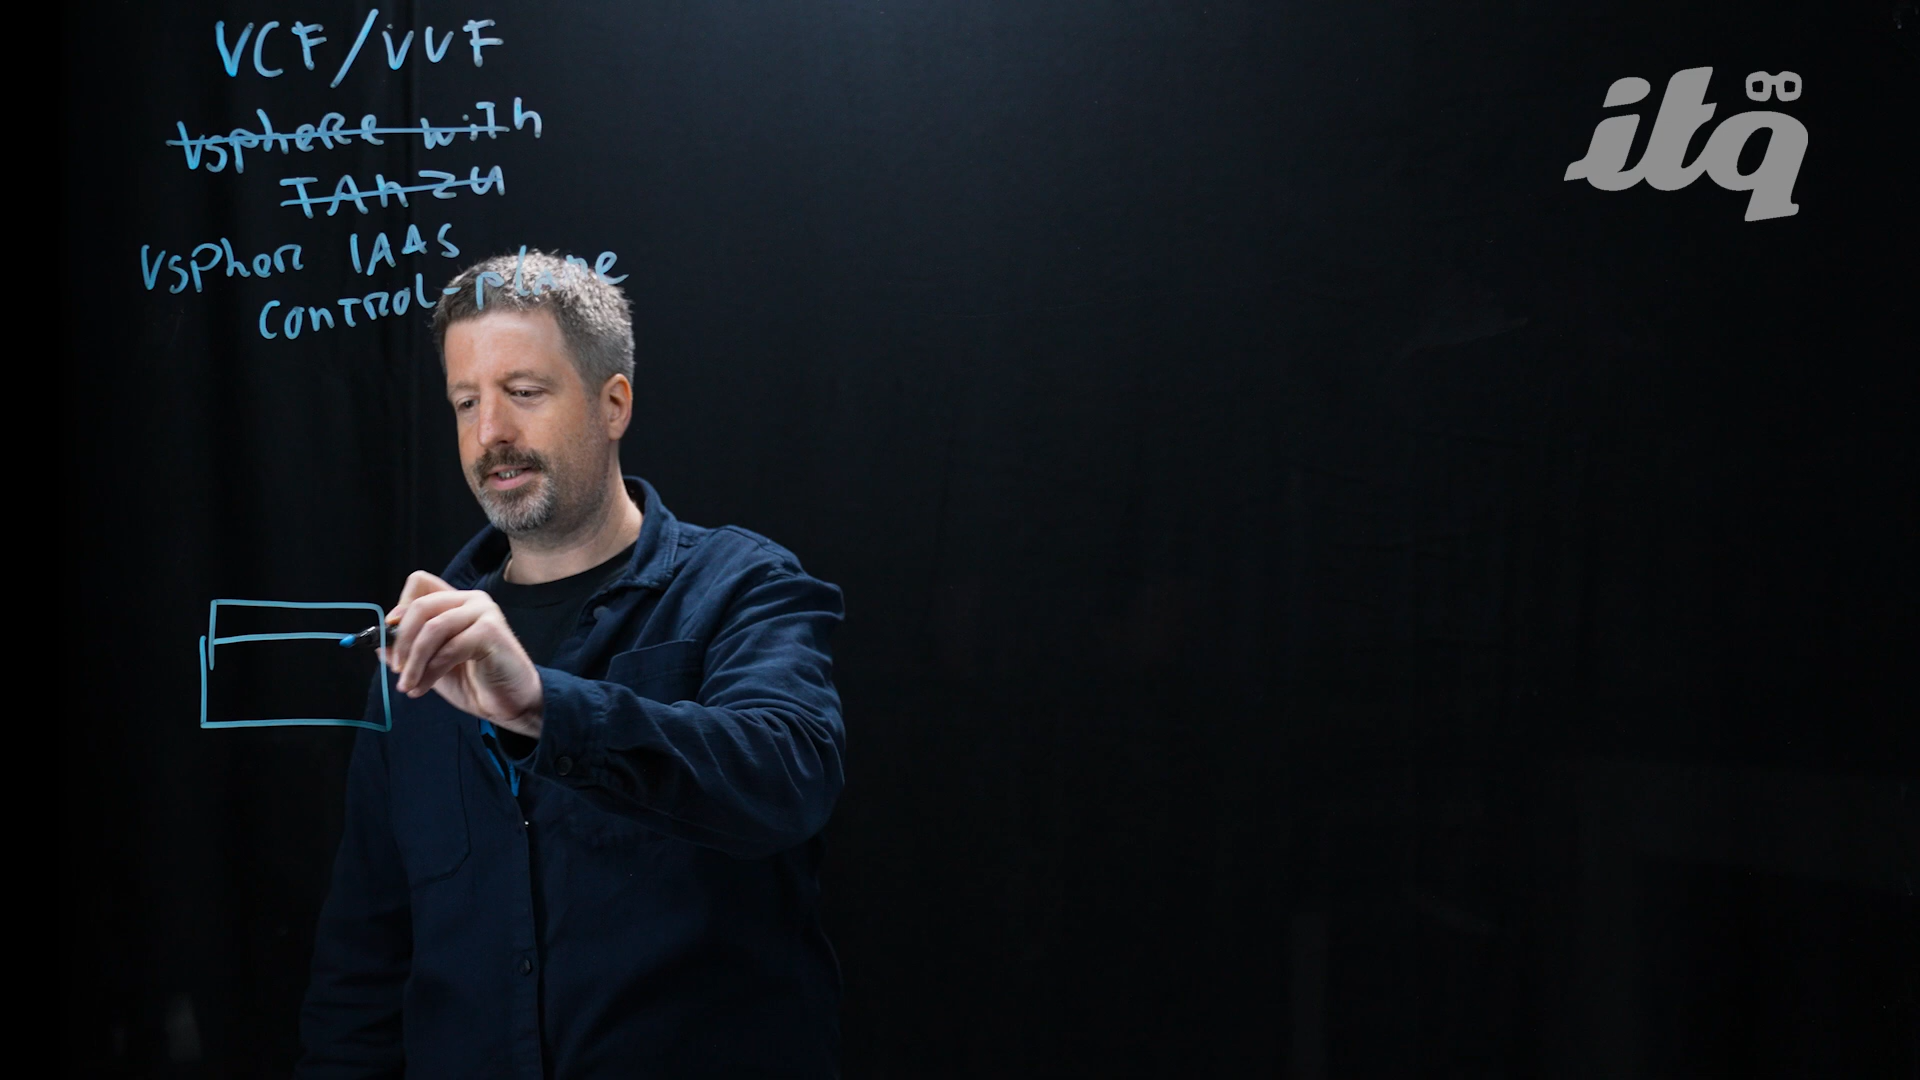 VCF/VVF
vsphere with
TAnzu
vsphere IAAS
control-plane
itq